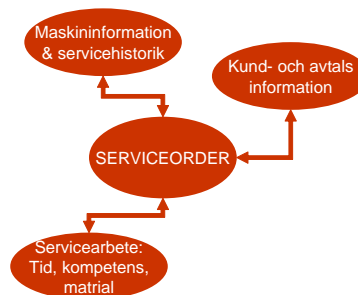 Maskininformation
& servicehistorik
Kund- och avtals
information
SERVICEORDER
Servicearbete:
Tid, kompetens,
matrial